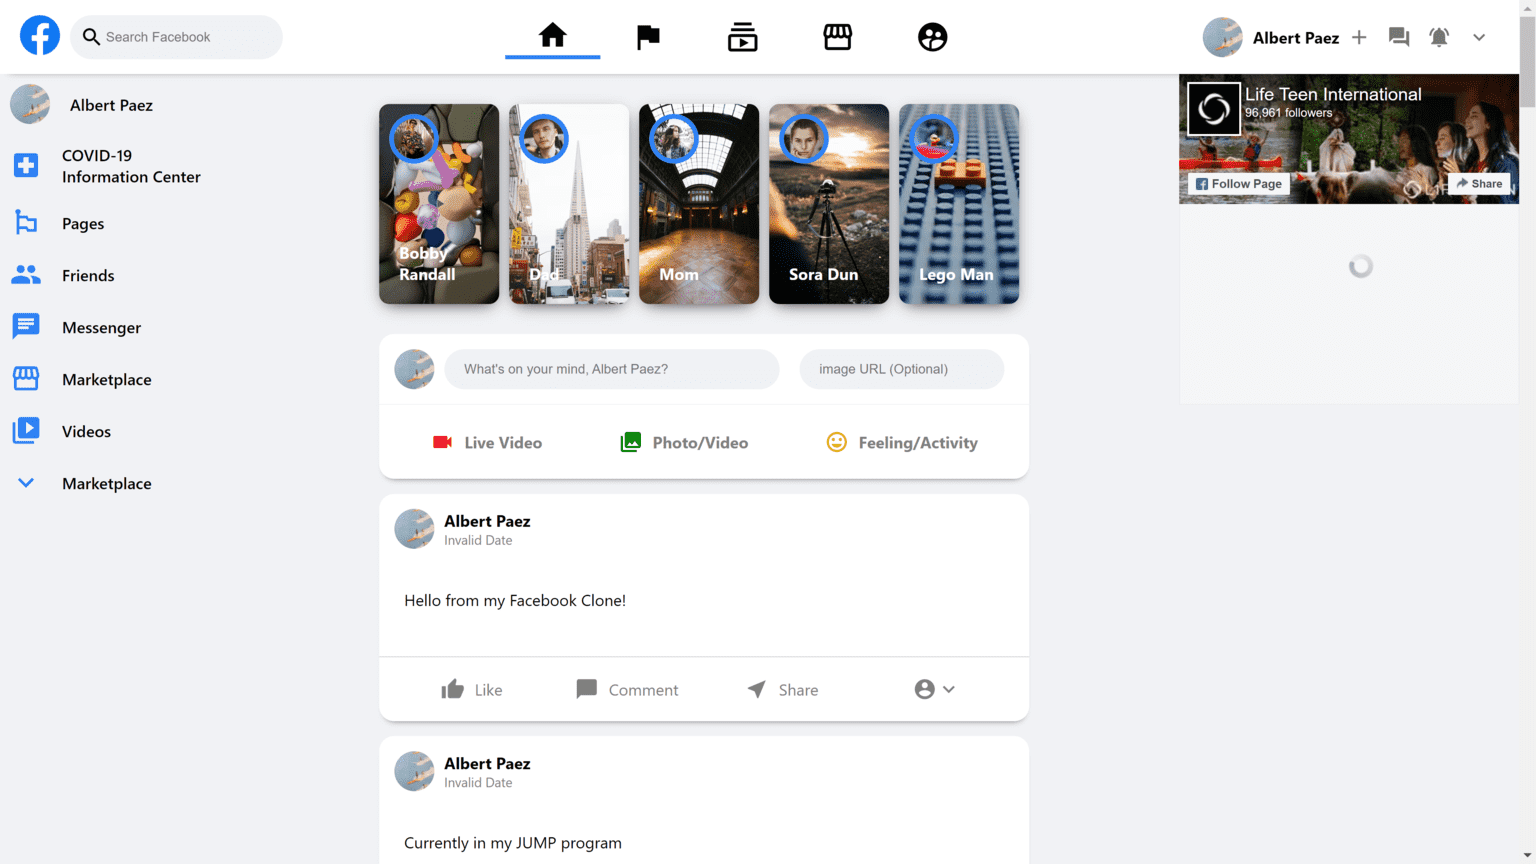 Search Facebook
Albert Paez
Life Teen International
96,961 followers
Follow Page
Share
Albert Paez
COVID-19
Information Center
Pages
Friends
Messenger
Marketplace
Videos
Marketplace
Bobby
Randall
Dad
Mom
Sora Dun
Lego Man
What's on your mind, Albert Paez?
image URL (Optional)
Live Video
Photo/Video
Feeling/Activity
Albert Paez
Invalid Date
Hello from my Facebook Clone!
Like
Comment
Share
Albert Paez
Invalid Date
Currently in my JUMP program